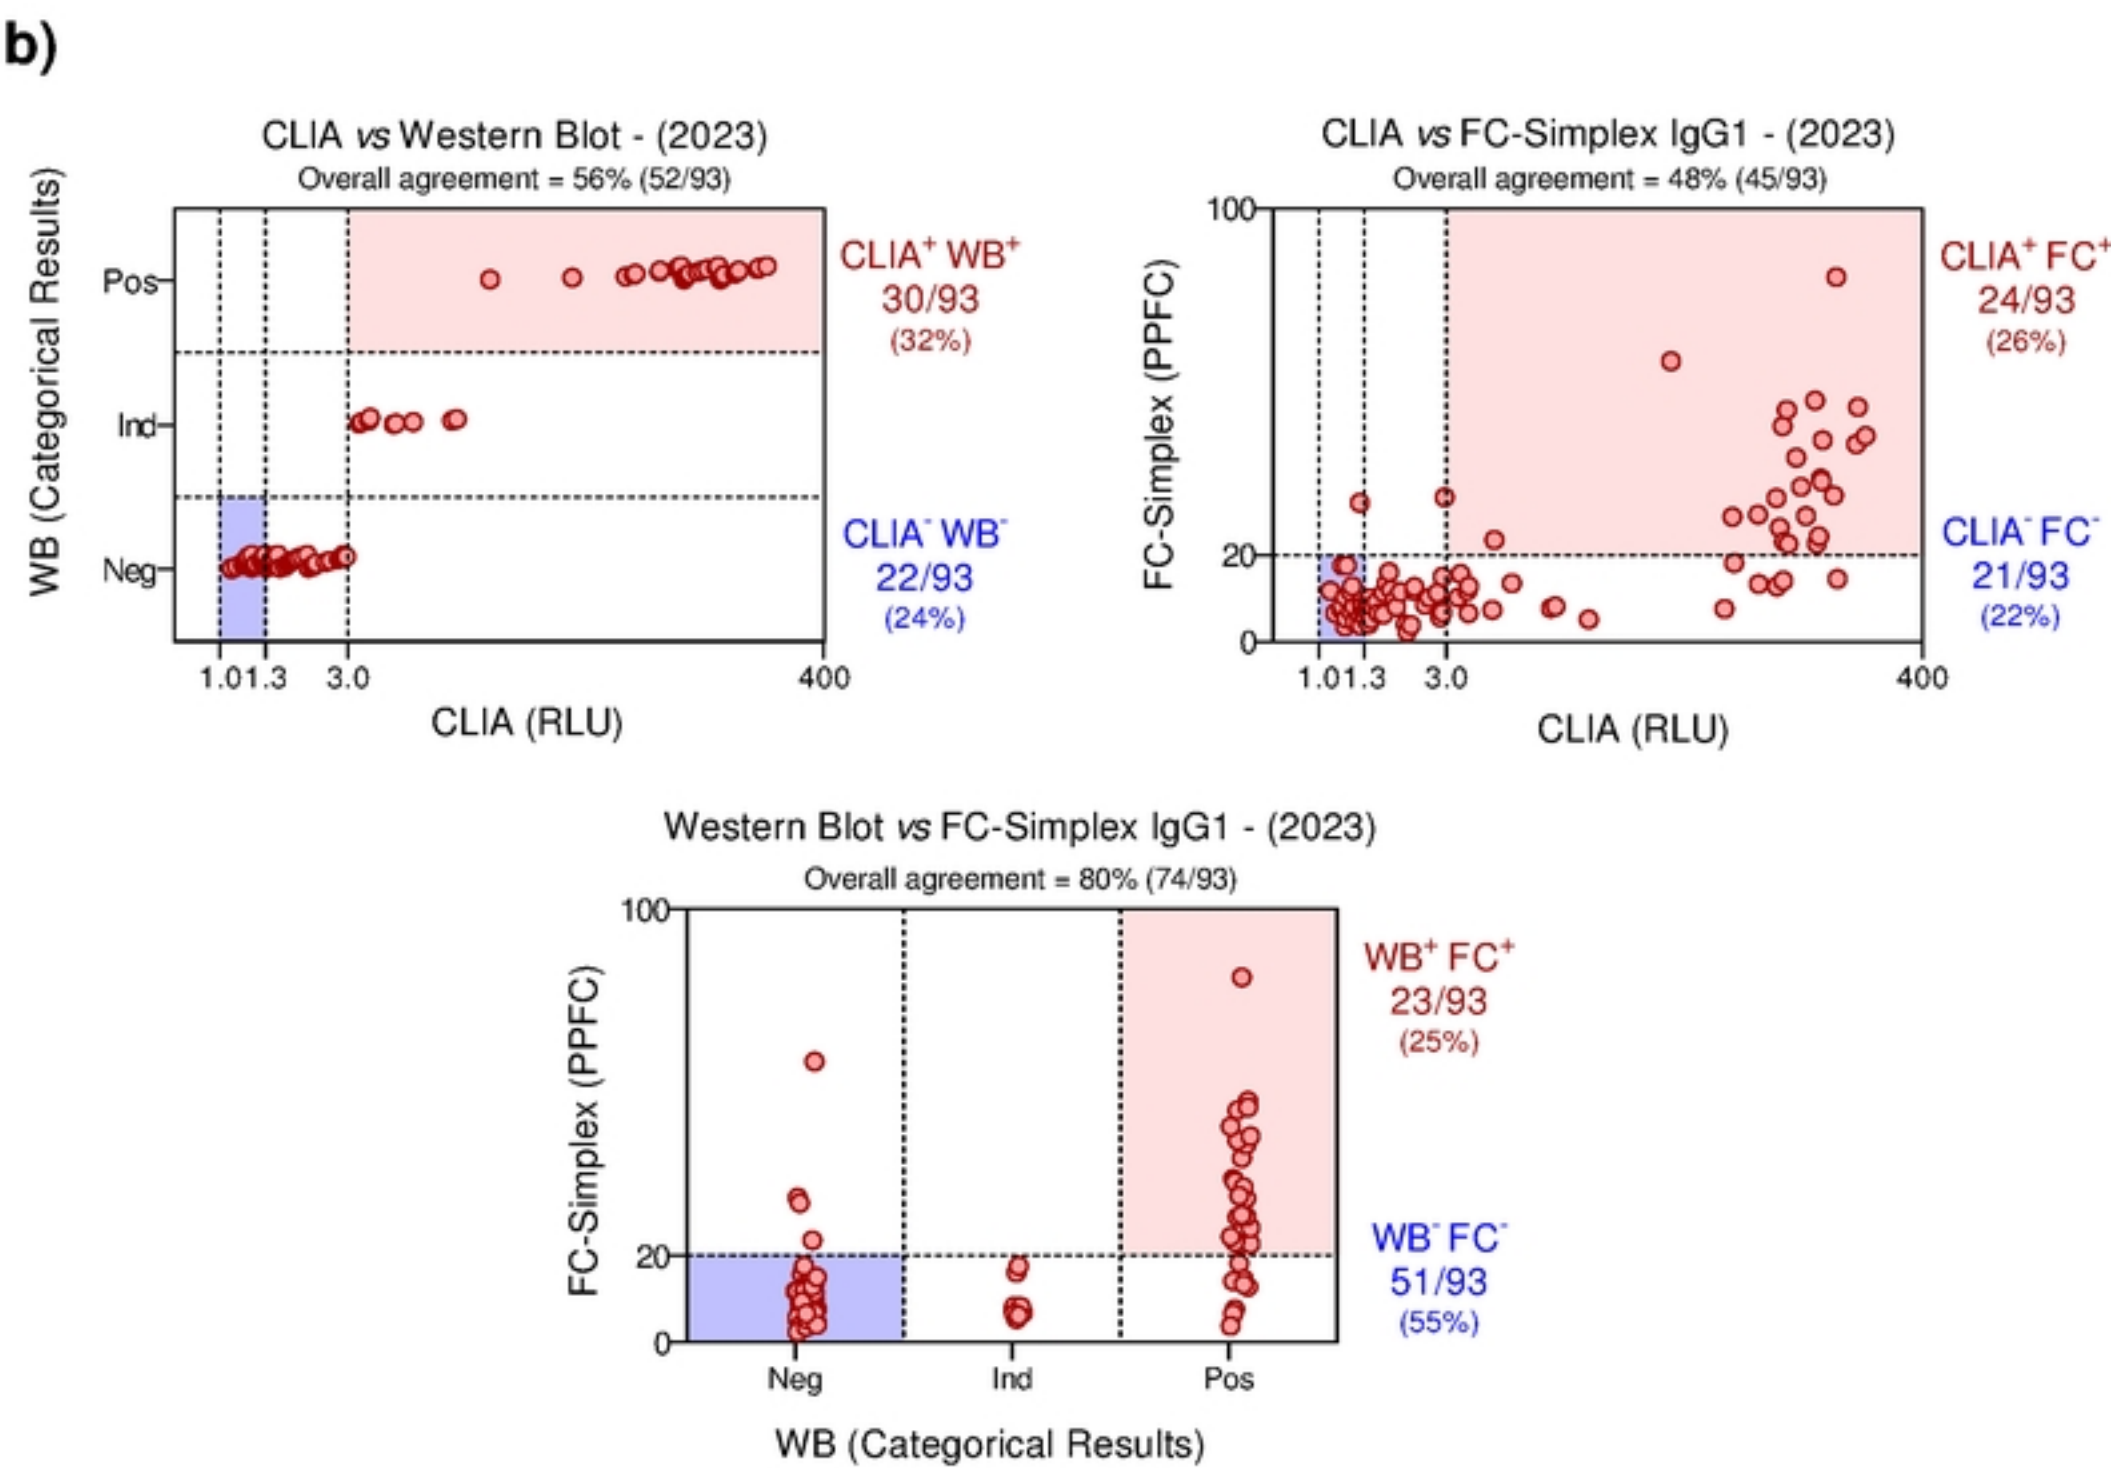 b)
CLIA vs Western Blot - (2023)
Overall agreement = 56% (52/93)
WB (Categorical Results)
Pos
Ind
Neg
1.0 1.3 3.0 400
CLIA (RLU)
CLIA+ WB+
30/93
(32%)
CLIA- WB-
22/93
(24%)
CLIA vs FC-Simplex IgG1 - (2023)
Overall agreement = 48% (45/93)
FC-Simplex (PPFC)
100
20
0
1.0 1.3 3.0 400
CLIA (RLU)
CLIA+ FC+
24/93
(26%)
CLIA- FC-
21/93
(22%)
Western Blot vs FC-Simplex IgG1 - (2023)
Overall agreement = 80% (74/93)
FC-Simplex (PPFC)
100
20
0
Neg Ind Pos
WB (Categorical Results)
WB+ FC+
23/93
(25%)
WB- FC-
51/93
(55%)